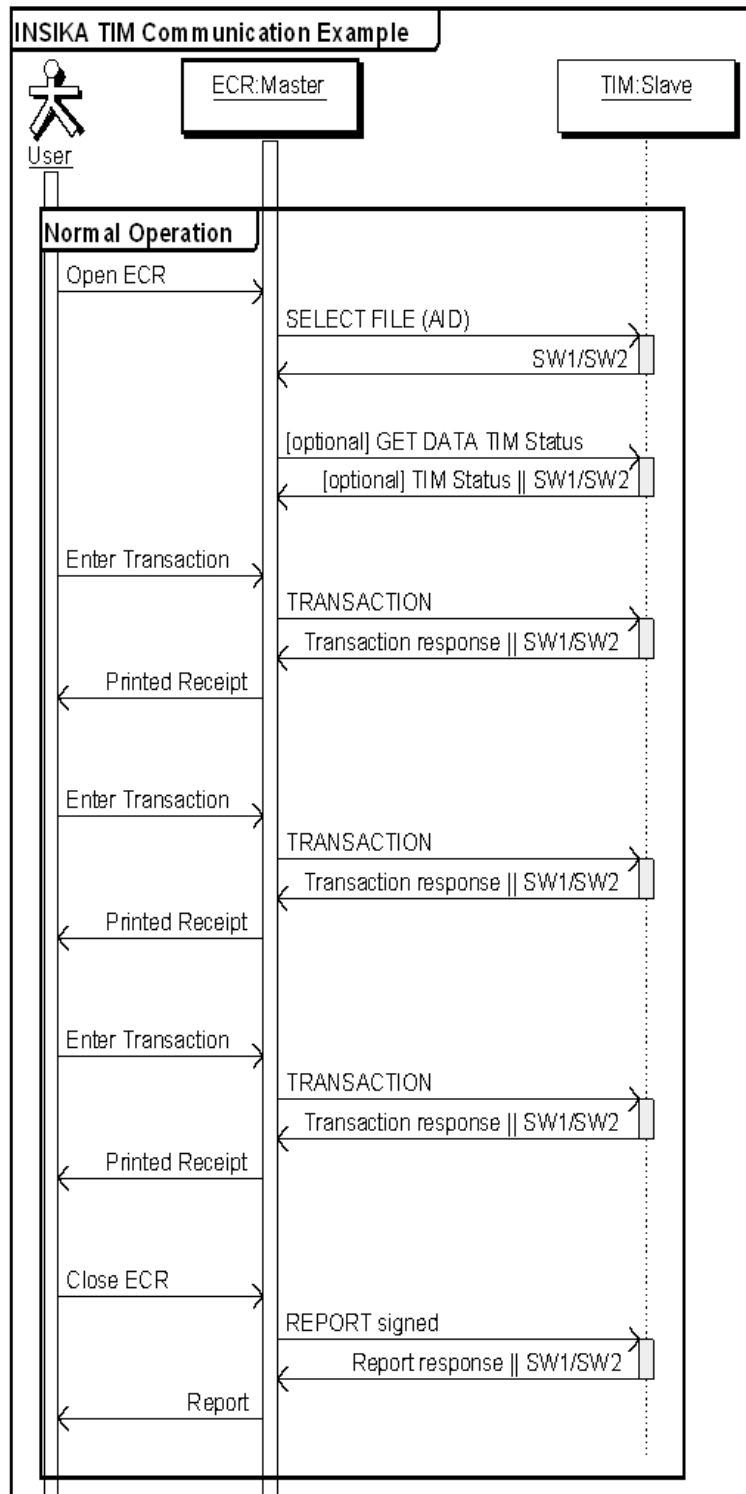 INSIKA TIM Communication Example
User
ECR:Master
TIM:Slave
Normal Operation
Open ECR
SELECT FILE (AID)
SW1/SW2
[optional] GET DATA TIM Status
[optional] TIM Status || SW1/SW2
Enter Transaction
TRANSACTION
Transaction response || SW1/SW2
Printed Receipt
Enter Transaction
TRANSACTION
Transaction response || SW1/SW2
Printed Receipt
Enter Transaction
TRANSACTION
Transaction response || SW1/SW2
Printed Receipt
Close ECR
REPORT signed
Report response || SW1/SW2
Report